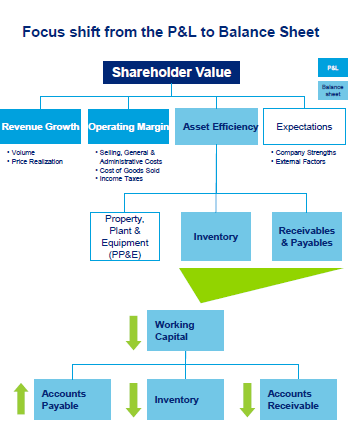 Focus shift from the P&L to Balance Sheet
Shareholder Value
P&L
Balance
sheet
Revenue Growth
Operating Margin
Asset Efficiency
Expectations
• Volume
• Price Realization
• Selling, General &
Administrative Costs
• Cost of Goods Sold
• Income Taxes
• Company Strengths
• External Factors
Property,
Plant &
Equipment
(PP&E)
Inventory
Receivables
& Payables
Working
Capital
Accounts
Payable
Inventory
Accounts
Receivable